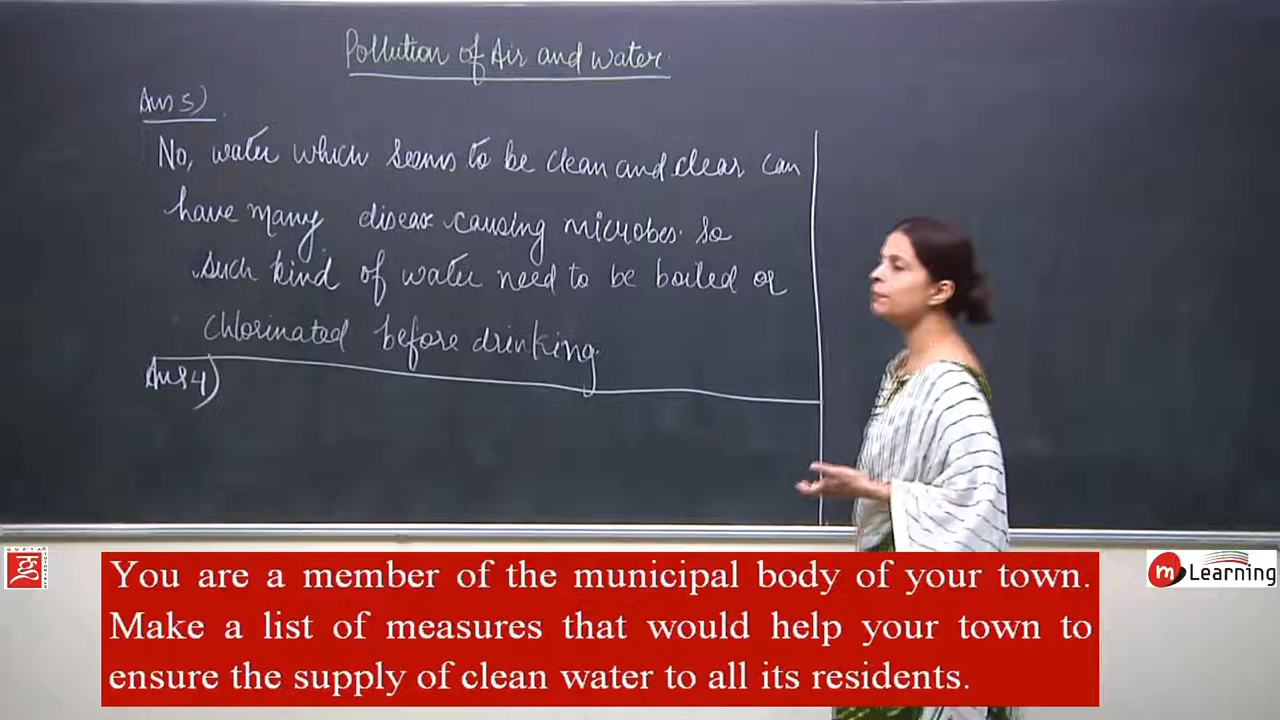 Pollution of Air and water.
Ans 5)
No, water which seems to be clean and clear can
have many disease causing microbes. so
such kind of water need to be boiled or
chlorinated before drinking.
Ans 4)
GUPTA
TUTORIALS
m Learning
You are a member of the municipal body of your town.
Make a list of measures that would help your town to
ensure the supply of clean water to all its residents.